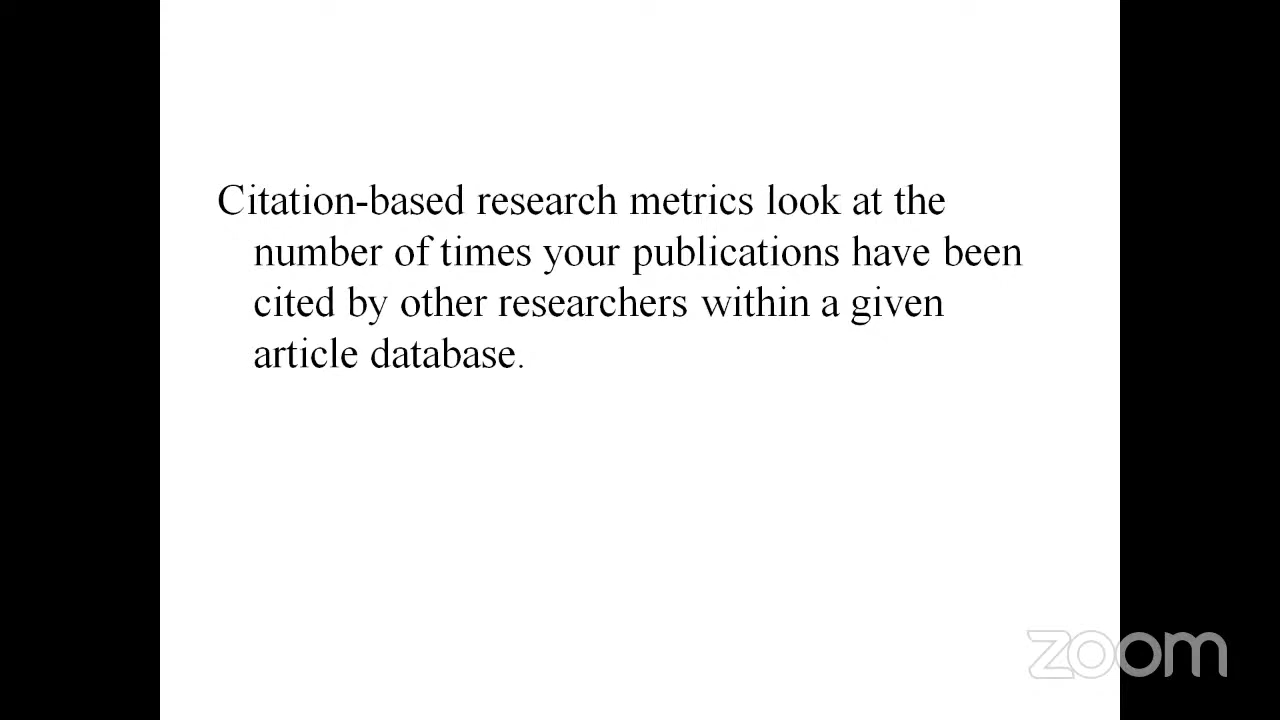 Citation-based research metrics look at the
number of times your publications have been
cited by other researchers within a given
article database.
zoom